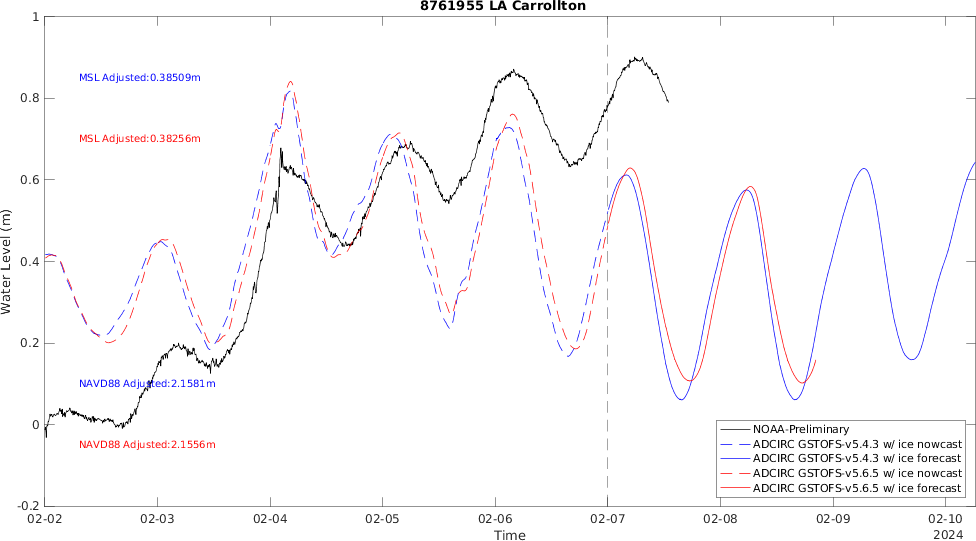 8761955 LA Carrollton
1
0.8
0.6
0.4
0.2
0
-0.2
Water Level (m)
MSL Adjusted:0.38509m
MSL Adjusted:0.38256m
NAVD88 Adjusted:2.1581m
NAVD88 Adjusted:2.1556m
NOAA-Preliminary
ADCIRC GSTOFS-v5.4.3 w/ ice nowcast
ADCIRC GSTOFS-v5.4.3 w/ ice forecast
ADCIRC GSTOFS-v5.6.5 w/ ice nowcast
ADCIRC GSTOFS-v5.6.5 w/ ice forecast
02-02 02-03 02-04 02-05 02-06 02-07 02-08 02-09 02-10
Time
2024